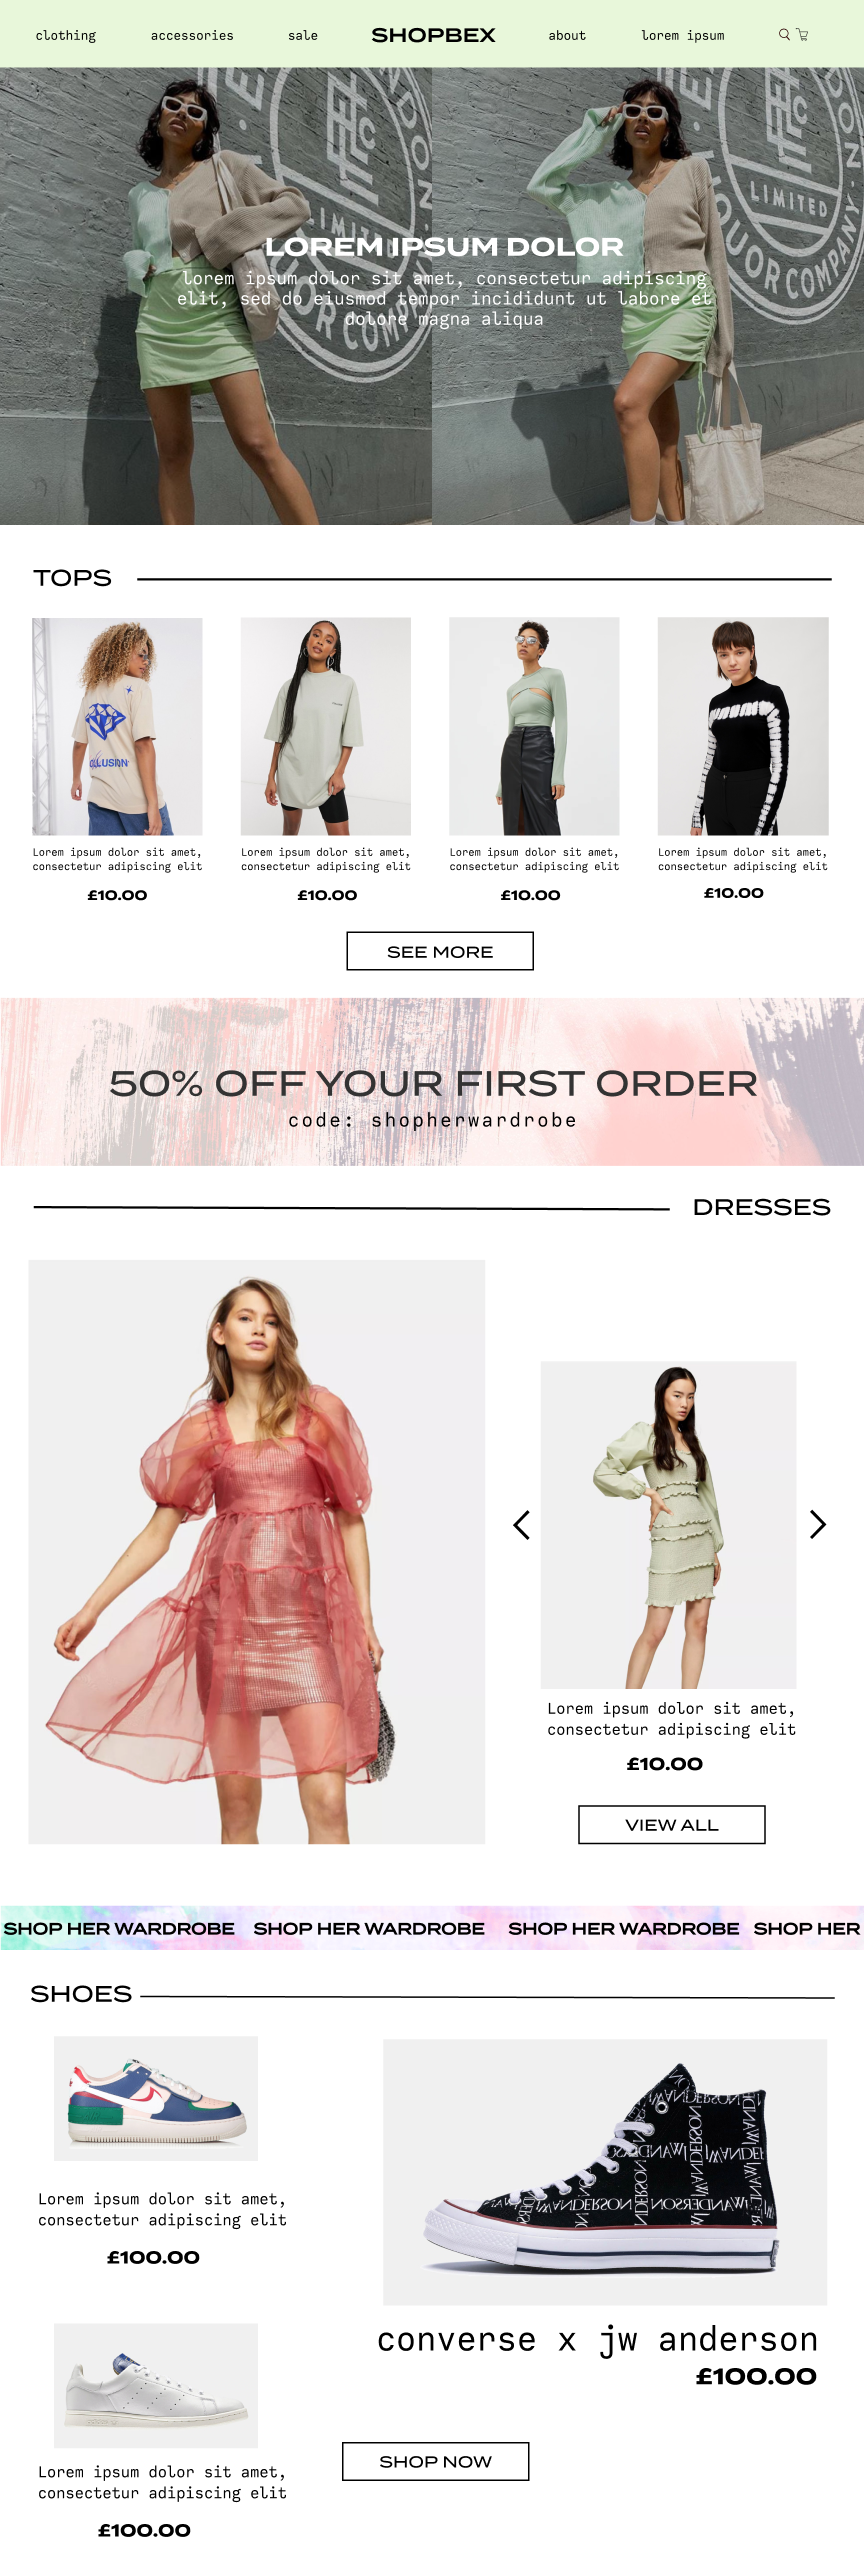 clothing accessories sale SHOPBEX about lorem ipsum
LIMITED
LIMITED
UOR COMPANY
OR CO
LOREM IPSUM DOLOR
lorem ipsum dolor sit amet, consectetur adipiscing
elit, sed do eiusmod tempor incididunt ut labore et
dolore magna aliqua
TOPS
Lorem ipsum dolor sit amet,
consectetur adipiscing elit
£10.00
Lorem ipsum dolor sit amet,
consectetur adipiscing elit
£10.00
Lorem ipsum dolor sit amet,
consectetur adipiscing elit
£10.00
Lorem ipsum dolor sit amet,
consectetur adipiscing elit
£10.00
SEE MORE
50% OFF YOUR FIRST ORDER
code: shopherwardrobe
DRESSES
Lorem ipsum dolor sit amet,
consectetur adipiscing elit
£10.00
VIEW ALL
SHOP HER WARDROBE SHOP HER WARDROBE SHOP HER WARDROBE SHOP HER
SHOES
Lorem ipsum dolor sit amet,
consectetur adipiscing elit
£100.00
converse x jw anderson
£100.00
Lorem ipsum dolor sit amet,
consectetur adipiscing elit
£100.00
SHOP NOW